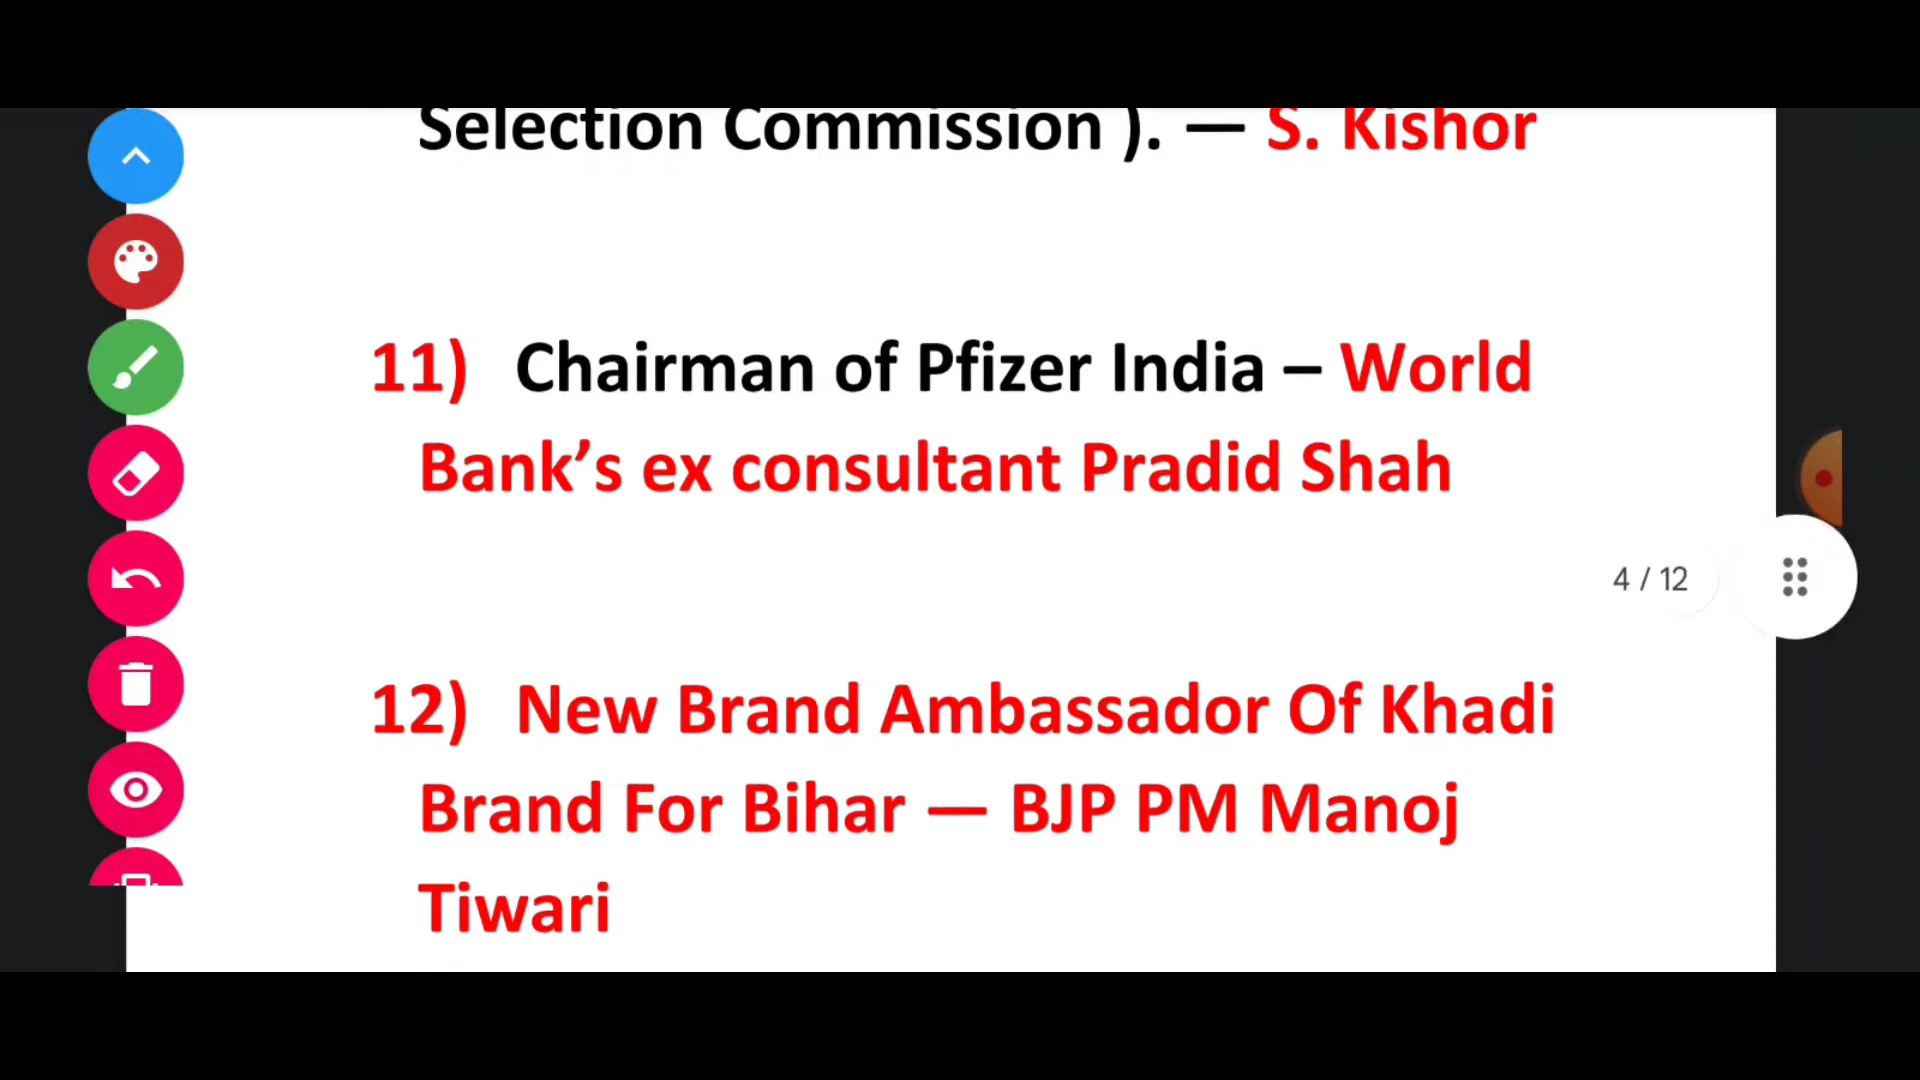 Selection Commission ). — S. Kishor
11) Chairman of Pfizer India – World
Bank’s ex consultant Pradid Shah
4 / 12
12) New Brand Ambassador Of Khadi
Brand For Bihar — BJP PM Manoj
Tiwari